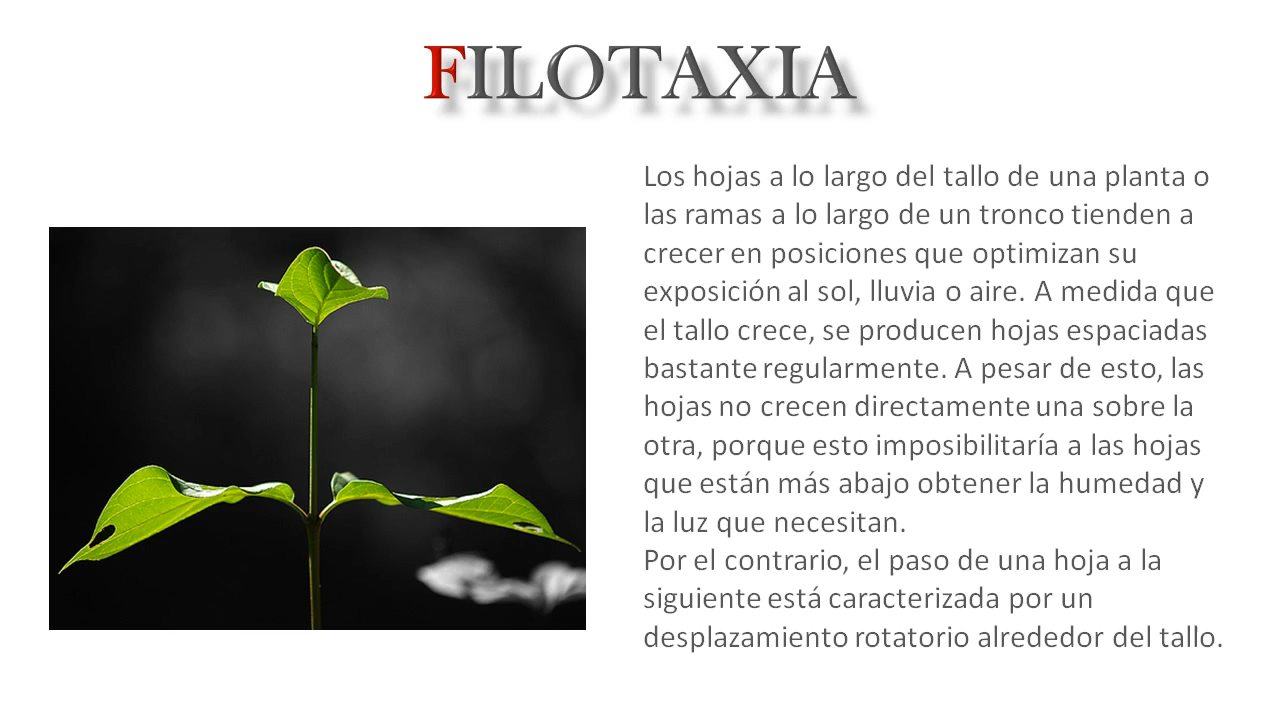 FILOTAXIA
Los hojas a lo largo del tallo de una planta o
las ramas a lo largo de un tronco tienden a
crecer en posiciones que optimizan su
exposición al sol, lluvia o aire. A medida que
el tallo crece, se producen hojas espaciadas
bastante regularmente. A pesar de esto, las
hojas no crecen directamente una sobre la
otra, porque esto imposibilitaría a las hojas
que están más abajo obtener la humedad y
la luz que necesitan.
Por el contrario, el paso de una hoja a la
siguiente está caracterizada por un
desplazamiento rotatorio alrededor del tallo.